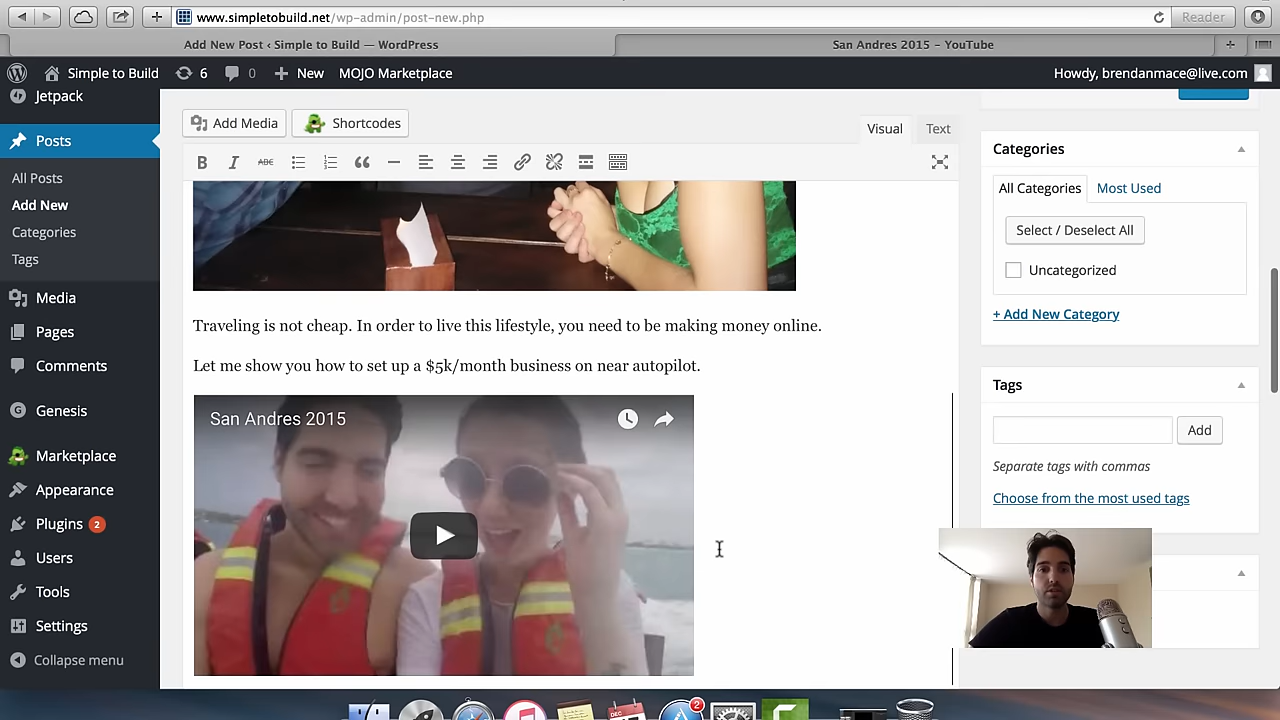 www.simpletobuild.net/wp-admin/post-new.php
Reader
Add New Post ‹ Simple to Build — WordPress
San Andres 2015 – YouTube
Simple to Build
6
0
New
MOJO Marketplace
Howdy, brendanmace@live.com
Jetpack
Posts
All Posts
Add New
Categories
Tags
Media
Pages
Comments
Genesis
Marketplace
Appearance
Plugins 2
Users
Tools
Settings
Collapse menu
Add Media
Shortcodes
Visual
Text
B I ABC
Traveling is not cheap. In order to live this lifestyle, you need to be making money online.
Let me show you how to set up a $5k/month business on near autopilot.
San Andres 2015
Categories
All Categories
Most Used
Select / Deselect All
Uncategorized
+ Add New Category
Tags
Add
Separate tags with commas
Choose from the most used tags
DEC
2